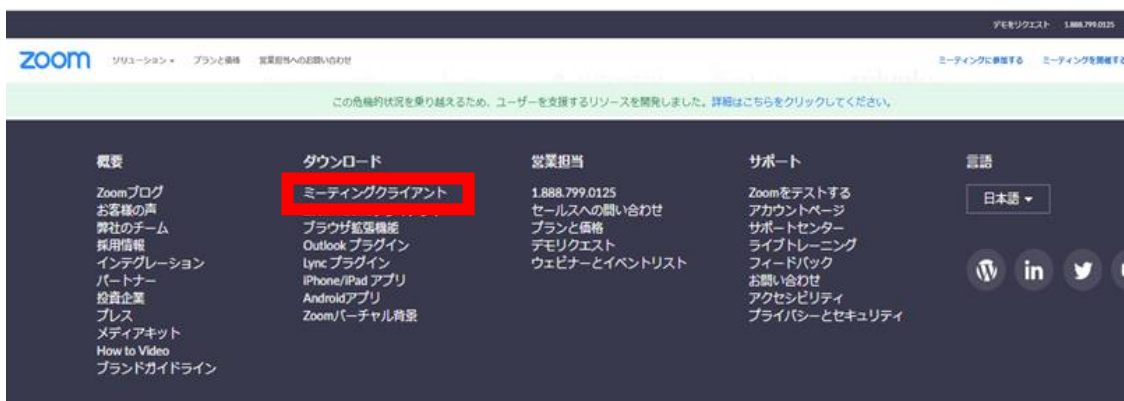 デモをリクエスト 1.888.799.0125
zoom ソリューション プランと価格 営業担当へのお問い合わせ ミーティングに参加する ミーティングを開催する
この危機的状況を乗り越えるため、ユーザーを支援するリソースを開発しました。詳細はこちらをクリックしてください。
概要
Zoomブログ
お客様の声
弊社のチーム
採用情報
インテグレーション
パートナー
投資企業
プレス
メディアキット
How to Video
ブランドガイドライン
ダウンロード
ミーティングクライアント
ブラウザ拡張機能
Outlook プラグイン
Lync プラグイン
iPhone/iPad アプリ
Androidアプリ
Zoomバーチャル背景
営業担当
1.888.799.0125
セールスへの問い合わせ
プランと価格
デモリクエスト
ウェビナーとイベントリスト
サポート
Zoomをテストする
アカウントページ
サポートセンター
ライブトレーニング
フィードバック
お問い合わせ
アクセシビリティ
プライバシーとセキュリティ
言語
日本語
in